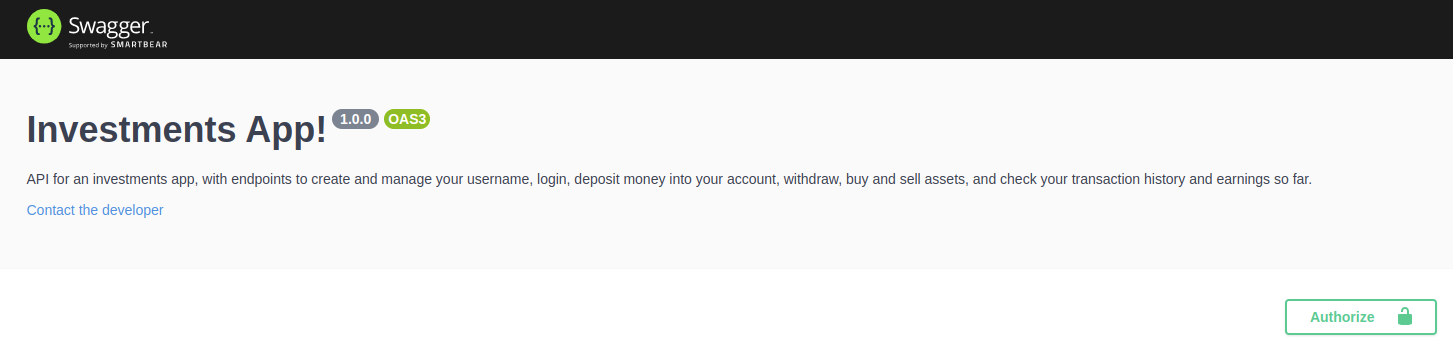 {···} Swagger.
Supported by SMARTBEAR
Investments App! 1.0.0 OAS3
API for an investments app, with endpoints to create and manage your username, login, deposit money into your account, withdraw, buy and sell assets, and check your transaction history and earnings so far.
Contact the developer
Authorize